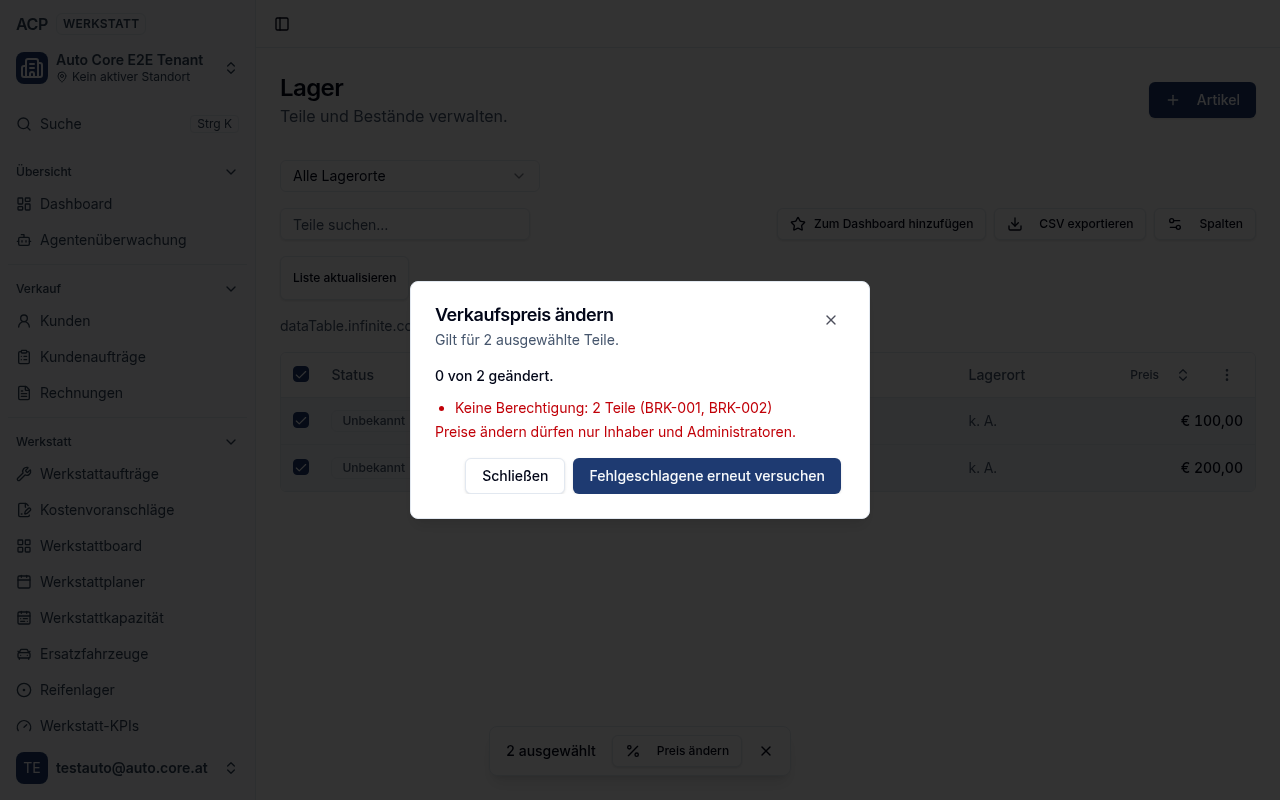 ACP WERKSTATT
Auto Core E2E Tenant
Kein aktiver Standort
Suche Strg K
Übersicht
Dashboard
Agentenüberwachung
Verkauf
Kunden
Kundenaufträge
Rechnungen
Werkstatt
Werkstattaufträge
Kostenvoranschläge
Werkstattboard
Werkstattplaner
Werkstattkapazität
Ersatzfahrzeuge
Reifenlager
Werkstatt-KPIs
TE testauto@auto.core.at
Lager
Teile und Bestände verwalten.
Artikel
Alle Lagerorte
Teile suchen...
Zum Dashboard hinzufügen CSV exportieren Spalten
Liste aktualisieren
Status Lagerort Preis
Unbekannt k. A. € 100,00
Unbekannt k. A. € 200,00
Verkaufspreis ändern
Gilt für 2 ausgewählte Teile.
0 von 2 geändert.
• Keine Berechtigung: 2 Teile (BRK-001, BRK-002)
Preise ändern dürfen nur Inhaber und Administratoren.
Schließen Fehlgeschlagene erneut versuchen
2 ausgewählt Preis ändern